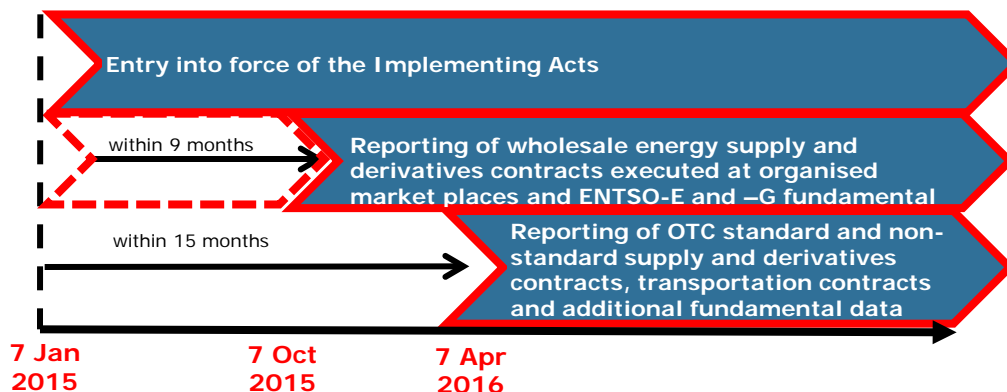 Entry into force of the Implementing Acts
within 9 months
Reporting of wholesale energy supply and
derivatives contracts executed at organised
market places and ENTSO-E and –G fundamental
within 15 months
Reporting of OTC standard and non-
standard supply and derivatives
contracts, transportation contracts
and additional fundamental data
7 Jan
2015
7 Oct
2015
7 Apr
2016